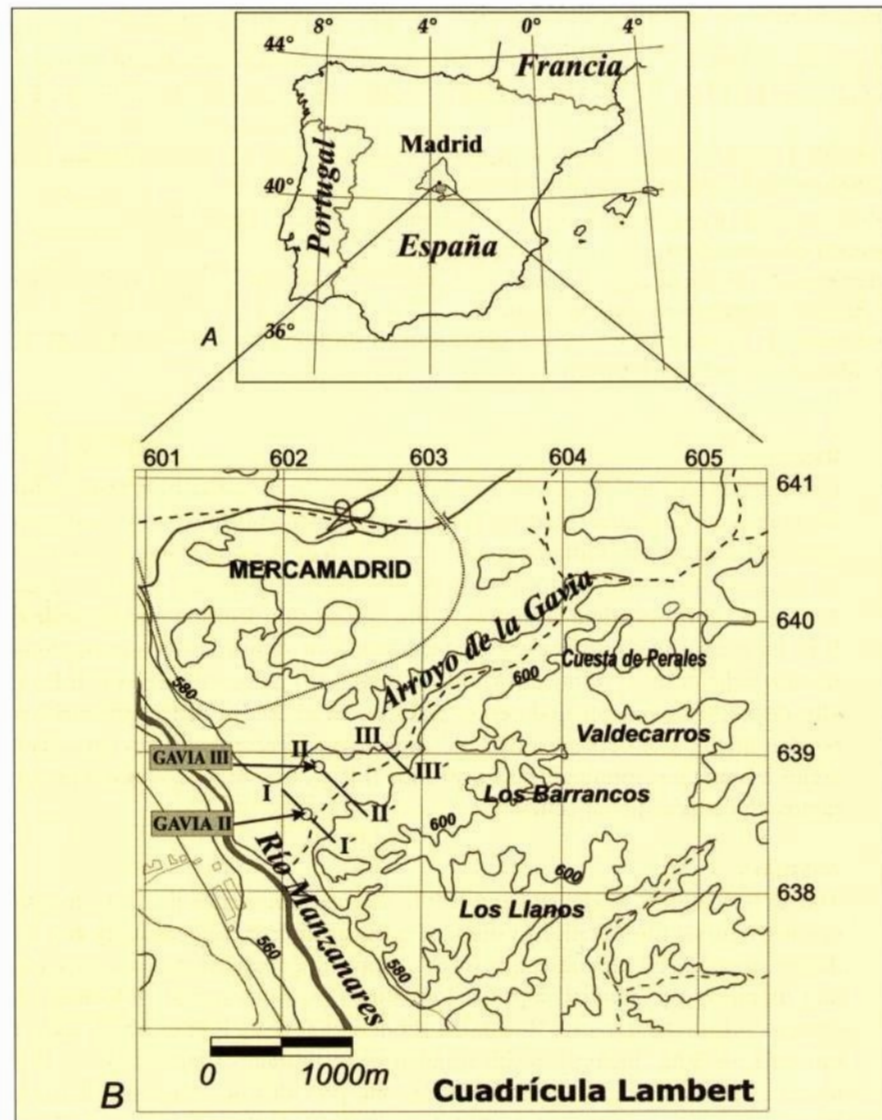 8° 4° 0° 4°
44°
Francia
Madrid
Portugal
40°
España
36°
A
601 602 603 604 605
641
MERCAMADRID
Arroyo de la Gavia
640
Cuesta de Perales
600
580
Valdecarros
III
II
639
GAVIA III
III´
I
Los Barrancos
II´
GAVIA II
600
I´
600
Río Manzanares
638
Los Llanos
560
580
0 1000m
B
Cuadrícula Lambert